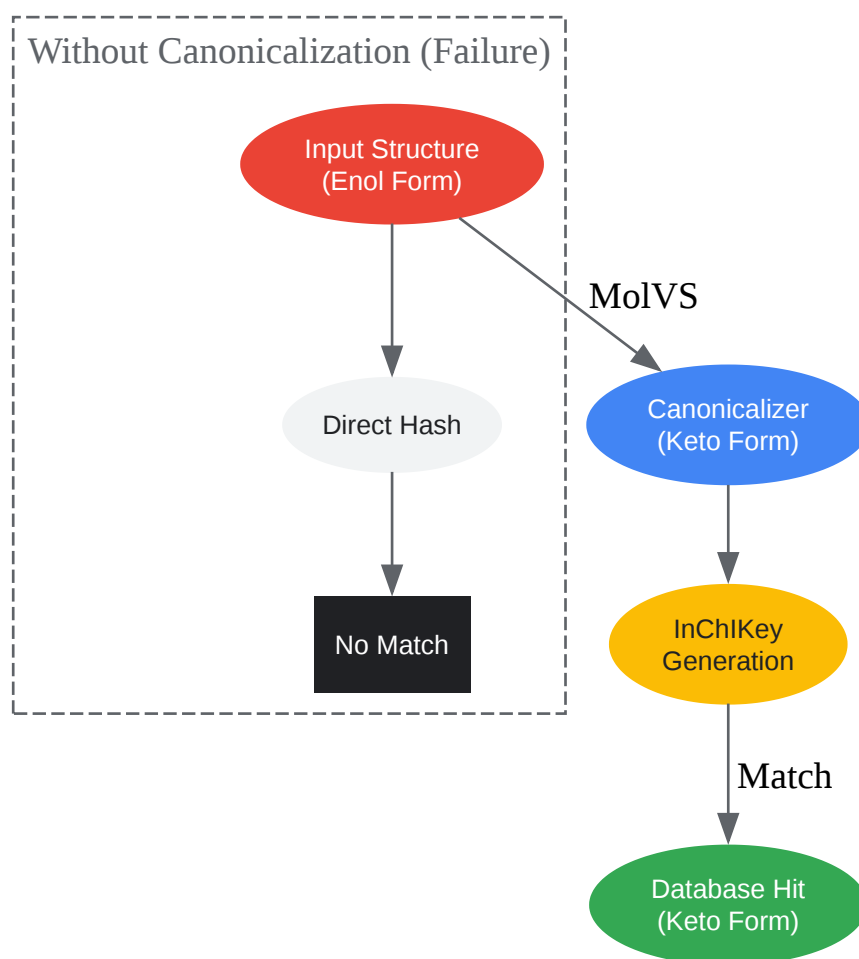 Without Canonicalization (Failure)
Input Structure
(Enol Form)
MolVS
Direct Hash
Canonicalizer
(Keto Form)
No Match
InChIKey
Generation
Match
Database Hit
(Keto Form)